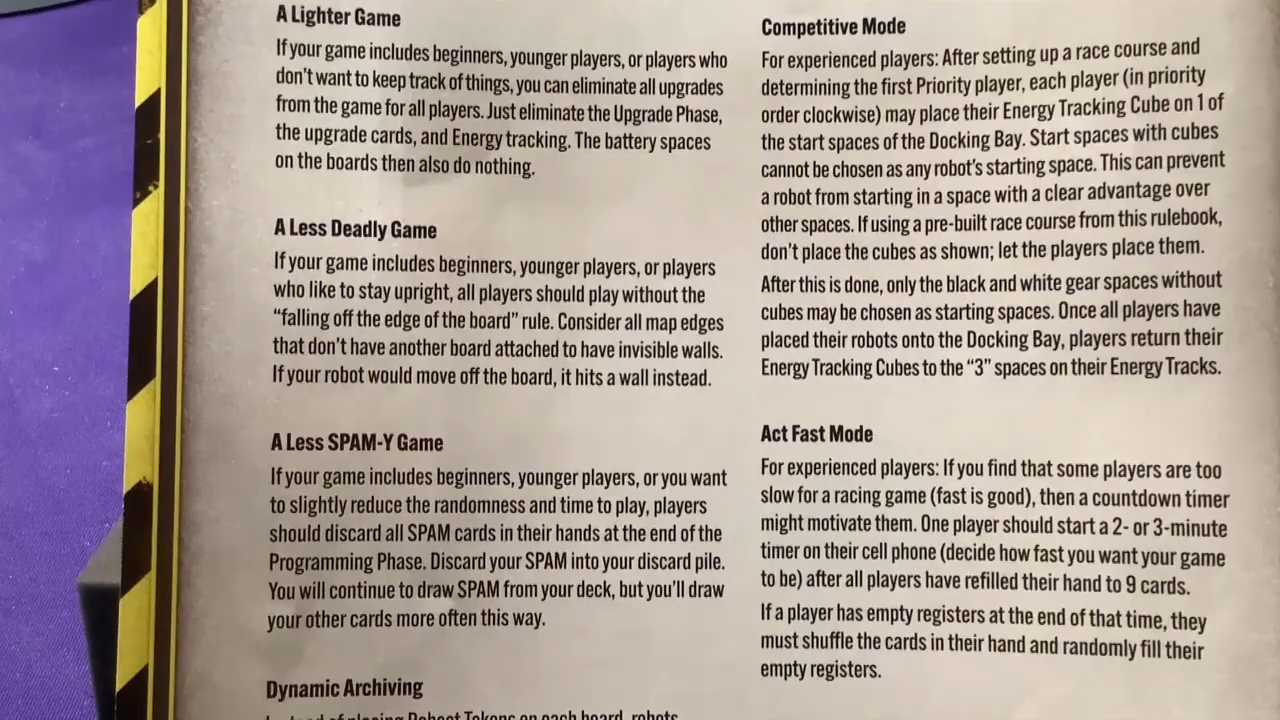 A Lighter Game
If your game includes beginners, younger players, or players who
don't want to keep track of things, you can eliminate all upgrades
from the game for all players. Just eliminate the Upgrade Phase,
the upgrade cards, and Energy tracking. The battery spaces
on the boards then also do nothing.
A Less Deadly Game
If your game includes beginners, younger players, or players
who like to stay upright, all players should play without the
“falling off the edge of the board” rule. Consider all map edges
that don't have another board attached to have invisible walls.
If your robot would move off the board, it hits a wall instead.
A Less SPAM-Y Game
If your game includes beginners, younger players, or you want
to slightly reduce the randomness and time to play, players
should discard all SPAM cards in their hands at the end of the
Programming Phase. Discard your SPAM into your discard pile.
You will continue to draw SPAM from your deck, but you'll draw
your other cards more often this way.
Dynamic Archiving
Instead of placing Reboot Tokens on each board, robots
Competitive Mode
For experienced players: After setting up a race course and
determining the first Priority player, each player (in priority
order clockwise) may place their Energy Tracking Cube on 1 of
the start spaces of the Docking Bay. Start spaces with cubes
cannot be chosen as any robot's starting space. This can prevent
a robot from starting in a space with a clear advantage over
other spaces. If using a pre-built race course from this rulebook,
don't place the cubes as shown; let the players place them.
After this is done, only the black and white gear spaces without
cubes may be chosen as starting spaces. Once all players have
placed their robots onto the Docking Bay, players return their
Energy Tracking Cubes to the “3” spaces on their Energy Tracks.
Act Fast Mode
For experienced players: If you find that some players are too
slow for a racing game (fast is good), then a countdown timer
might motivate them. One player should start a 2- or 3-minute
timer on their cell phone (decide how fast you want your game
to be) after all players have refilled their hand to 9 cards.
If a player has empty registers at the end of that time, they
must shuffle the cards in their hand and randomly fill their
empty registers.